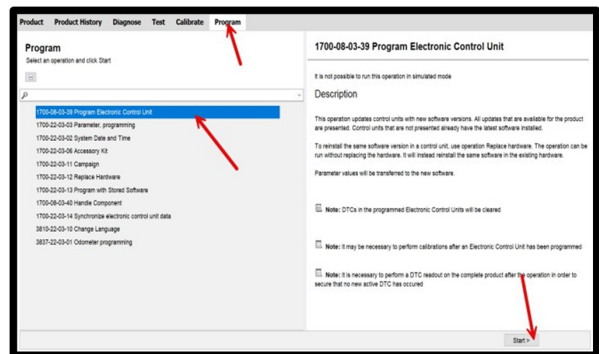 Product Product History Diagnose Test Calibrate Program
Program
Select an operation and click Start
1700-08-03-39 Program Electronic Control Unit
1700-22-03-03 Parameter, programming
1700-22-03-02 System Date and Time
1700-22-03-06 Accessory Kit
1700-22-03-11 Campaign
1700-22-03-12 Replace Hardware
1700-22-03-13 Program with Stored Software
1700-08-03-40 Handle Component
1700-22-03-14 Synchronize electronic control unit data
3810-22-03-10 Change Language
3837-22-03-01 Odometer programming
1700-08-03-39 Program Electronic Control Unit
It is not possible to run this operation in simulated mode
Description
This operation updates control units with new software versions. All updates that are available for the product
are presented. Control units that are not presented already have the latest software installed.
To reinstall the same software version in a control unit, use operation Replace hardware. The operation can be
run without replacing the hardware. It will instead reinstall the same software in the existing hardware.
Parameter values will be transferred to the new software.
Note: DTCs in the programmed Electronic Control Units will be cleared
Note: It may be necessary to perform calibrations after an Electronic Control Unit has been programmed
Note: It is necessary to perform a DTC readout on the complete product after the operation in order to
secure that no new active DTC has occured
Start >